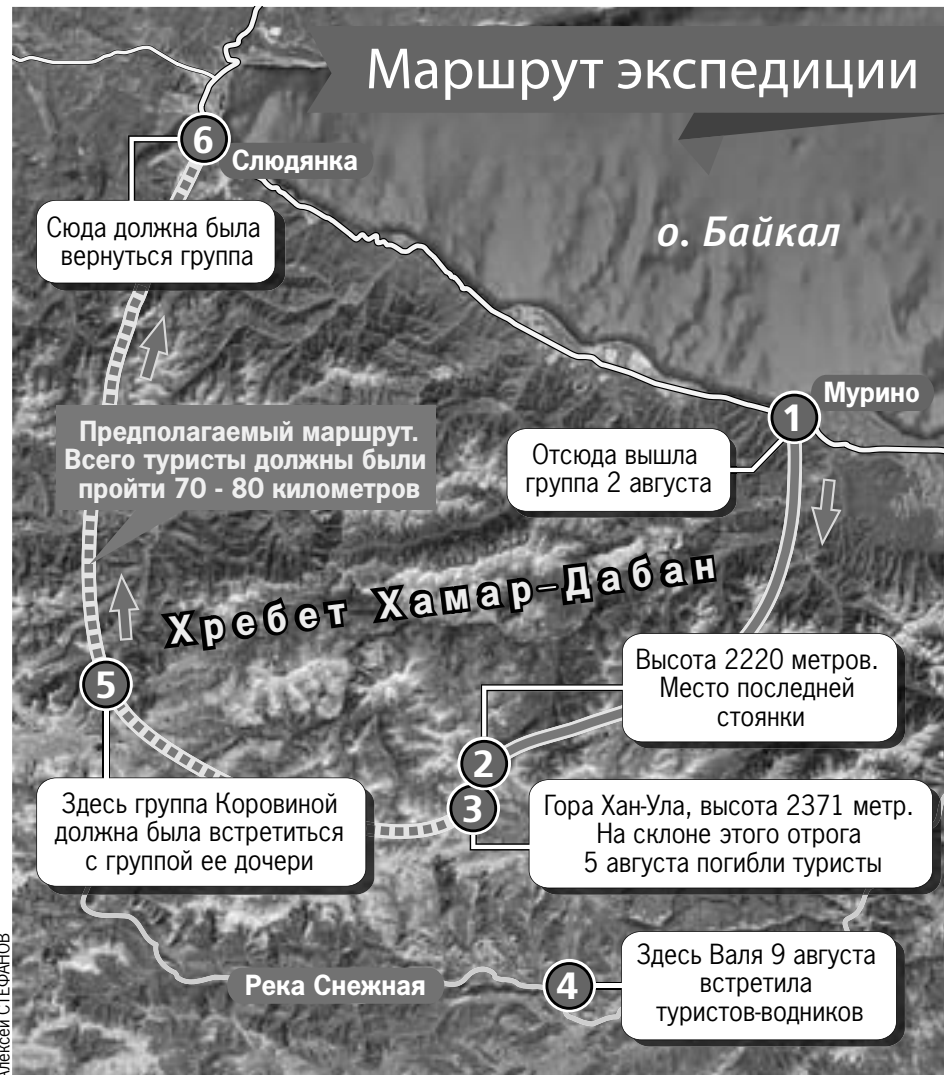 Маршрут экспедиции
6
Слюдянка
Сюда должна была
вернуться группа
о. Байкал
Мурино
1
Отсюда вышла
группа 2 августа
Предполагаемый маршрут.
Всего туристы должны были
пройти 70 - 80 километров
Хребет Хамар-Дабан
5
Высота 2220 метров.
Место последней
стоянки
2
3
Здесь группа Коровиной
должна была встретиться
с группой ее дочери
Гора Хан-Ула, высота 2371 метр.
На склоне этого отрога
5 августа погибли туристы
Река Снежная
4
Здесь Валя 9 августа
встретила
туристов-водников
Алексей СТЕФАНОВ